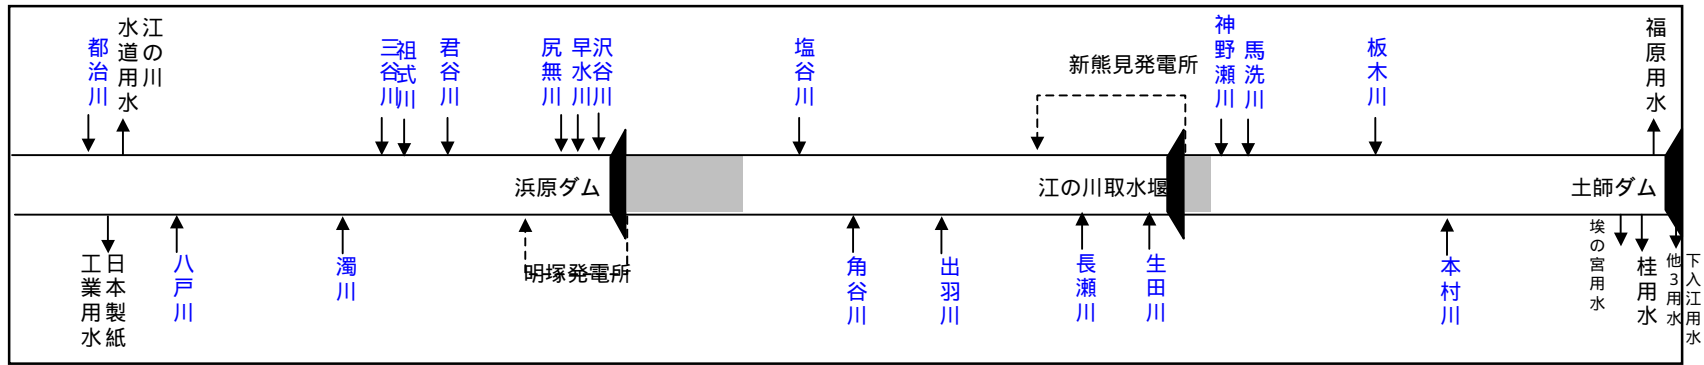 都治川
江の川
水道用水
三谷川
祖式川
君谷川
尻無川
早水川
沢谷川
塩谷川
新熊見発電所
神野瀬川
馬洗川
板木川
福原用水
浜原ダム
江の川取水堰
土師ダム
日本製紙
工業用水
八戸川
濁川
明塚発電所
角谷川
出羽川
長瀬川
生田川
本村川
埃の宮用水
桂用水
下入江用水
他3用水